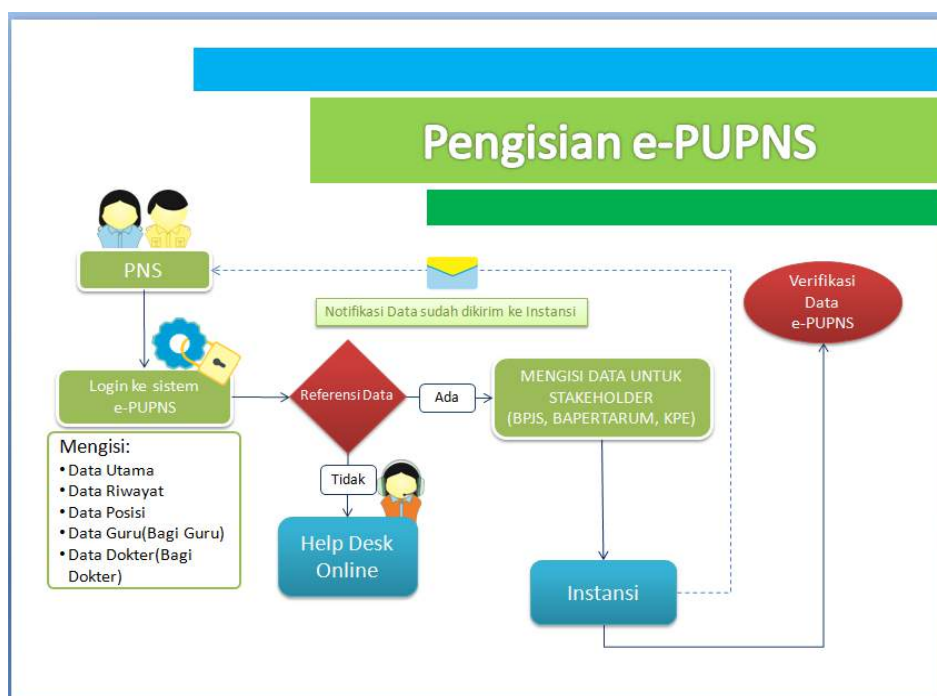 Pengisian e-PUPNS
PNS
Notifikasi Data sudah dikirim ke Instansi
Verifikasi
Data
e-PUPNS
Login ke sistem
e-PUPNS
Referensi Data
Ada
MENGISI DATA UNTUK
STAKEHOLDER
(BPJS, BAPERTARUM, KPE)
Mengisi:
• Data Utama
• Data Riwayat
• Data Posisi
• Data Guru(Bagi Guru)
• Data Dokter(Bagi
Dokter)
Tidak
Help Desk
Online
Instansi